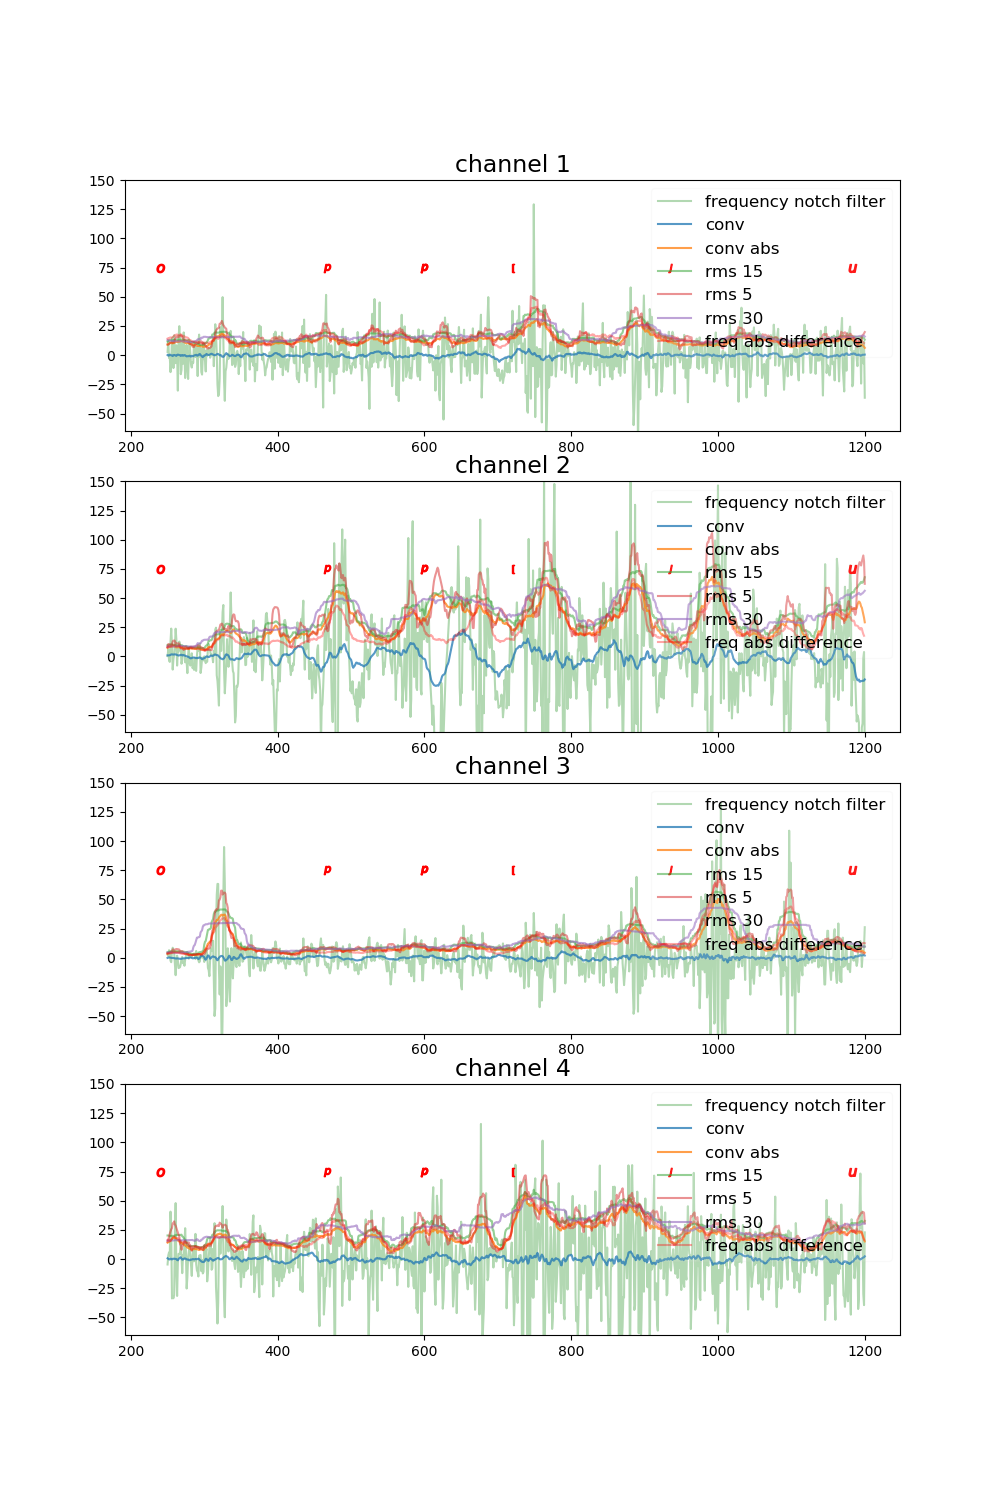 channel 1
150
125
100
75
50
25
0
−25
−50
o p p [ J u
frequency notch filter
conv
conv abs
rms 15
rms 5
rms 30
freq abs difference
200 400 600 800 1000 1200
channel 2
150
125
100
75
50
25
0
−25
−50
o p p [ J u
frequency notch filter
conv
conv abs
rms 15
rms 5
rms 30
freq abs difference
200 400 600 800 1000 1200
channel 3
150
125
100
75
50
25
0
−25
−50
o p p [ J u
frequency notch filter
conv
conv abs
rms 15
rms 5
rms 30
freq abs difference
200 400 600 800 1000 1200
channel 4
150
125
100
75
50
25
0
−25
−50
o p p [ J u
frequency notch filter
conv
conv abs
rms 15
rms 5
rms 30
freq abs difference
200 400 600 800 1000 1200